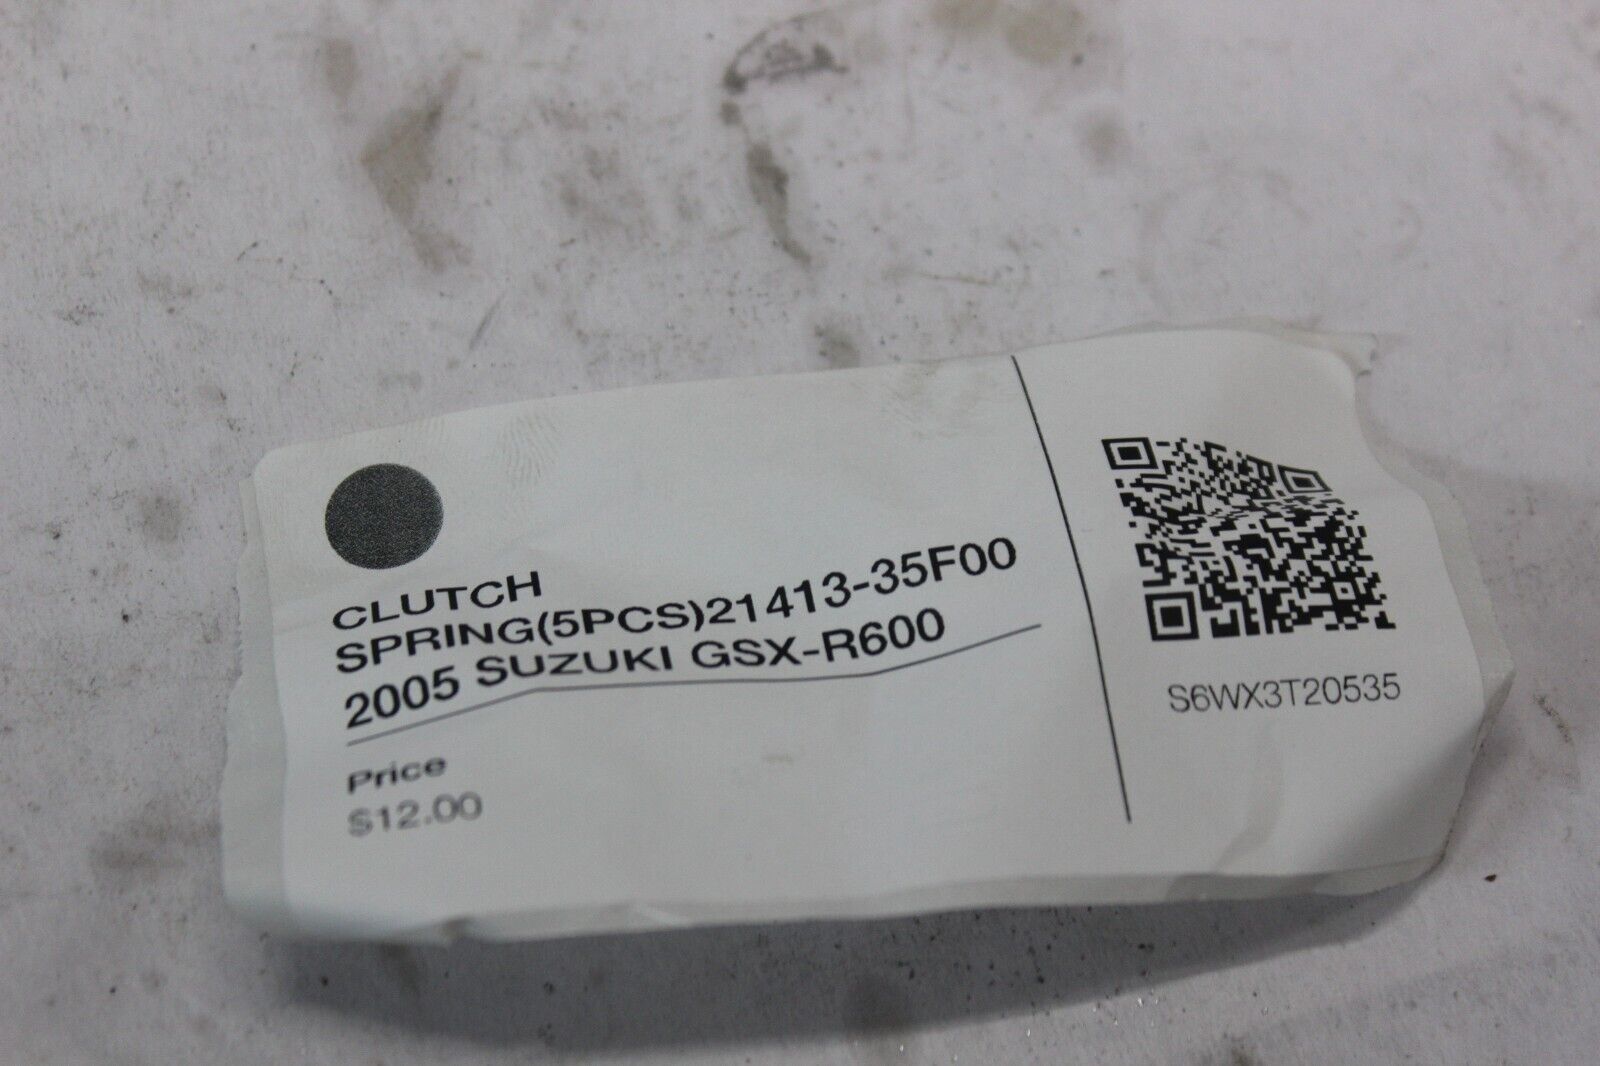 CLUTCH
SPRING(5PCS)21413-35F00
2005 SUZUKI GSX-R600
Price
$12.00
S6WX3T20535